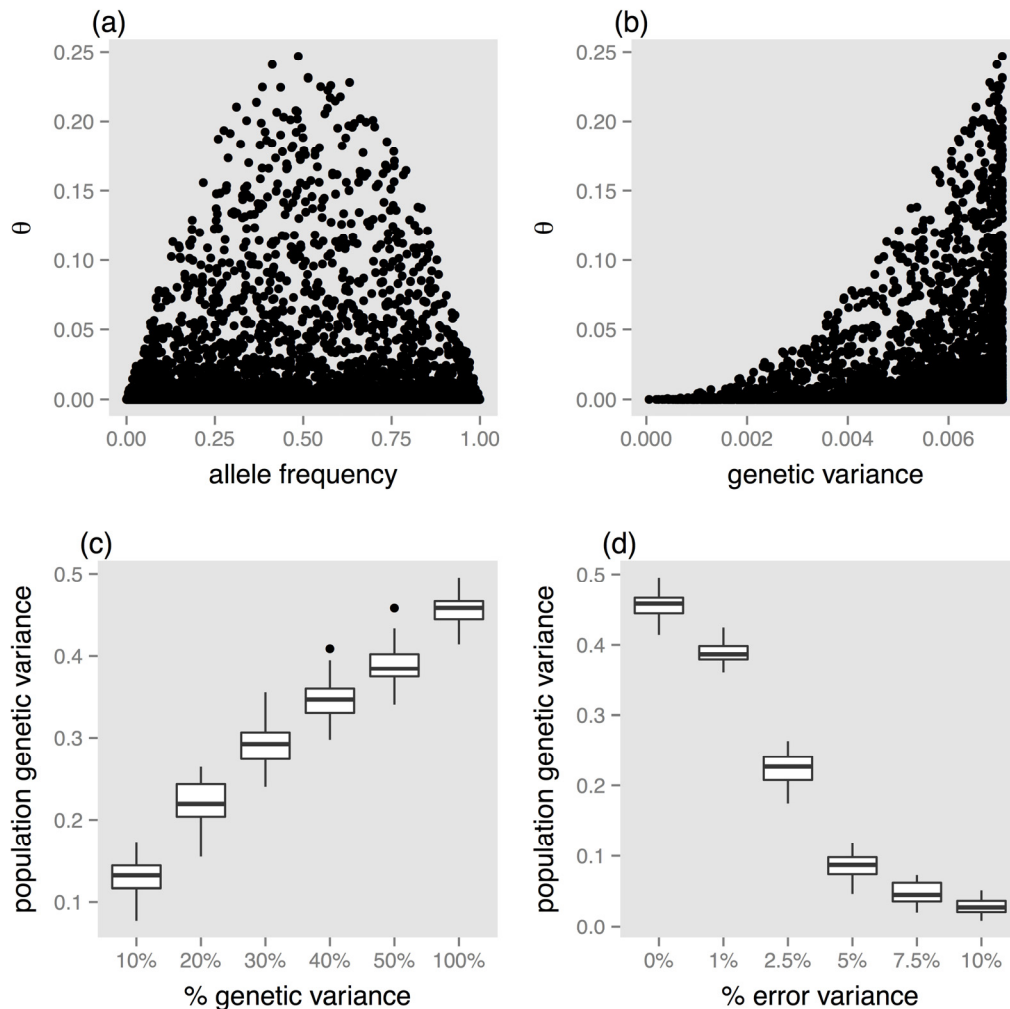 (a)
0.25
0.20
0.15
0.10
0.05
0.00
θ
0.00 0.25 0.50 0.75 1.00
allele frequency
(b)
0.25
0.20
0.15
0.10
0.05
0.00
θ
0.000 0.002 0.004 0.006
genetic variance
(c)
0.5
0.4
0.3
0.2
0.1
population genetic variance
10% 20% 30% 40% 50% 100%
% genetic variance
(d)
0.5
0.4
0.3
0.2
0.1
0.0
population genetic variance
0% 1% 2.5% 5% 7.5% 10%
% error variance